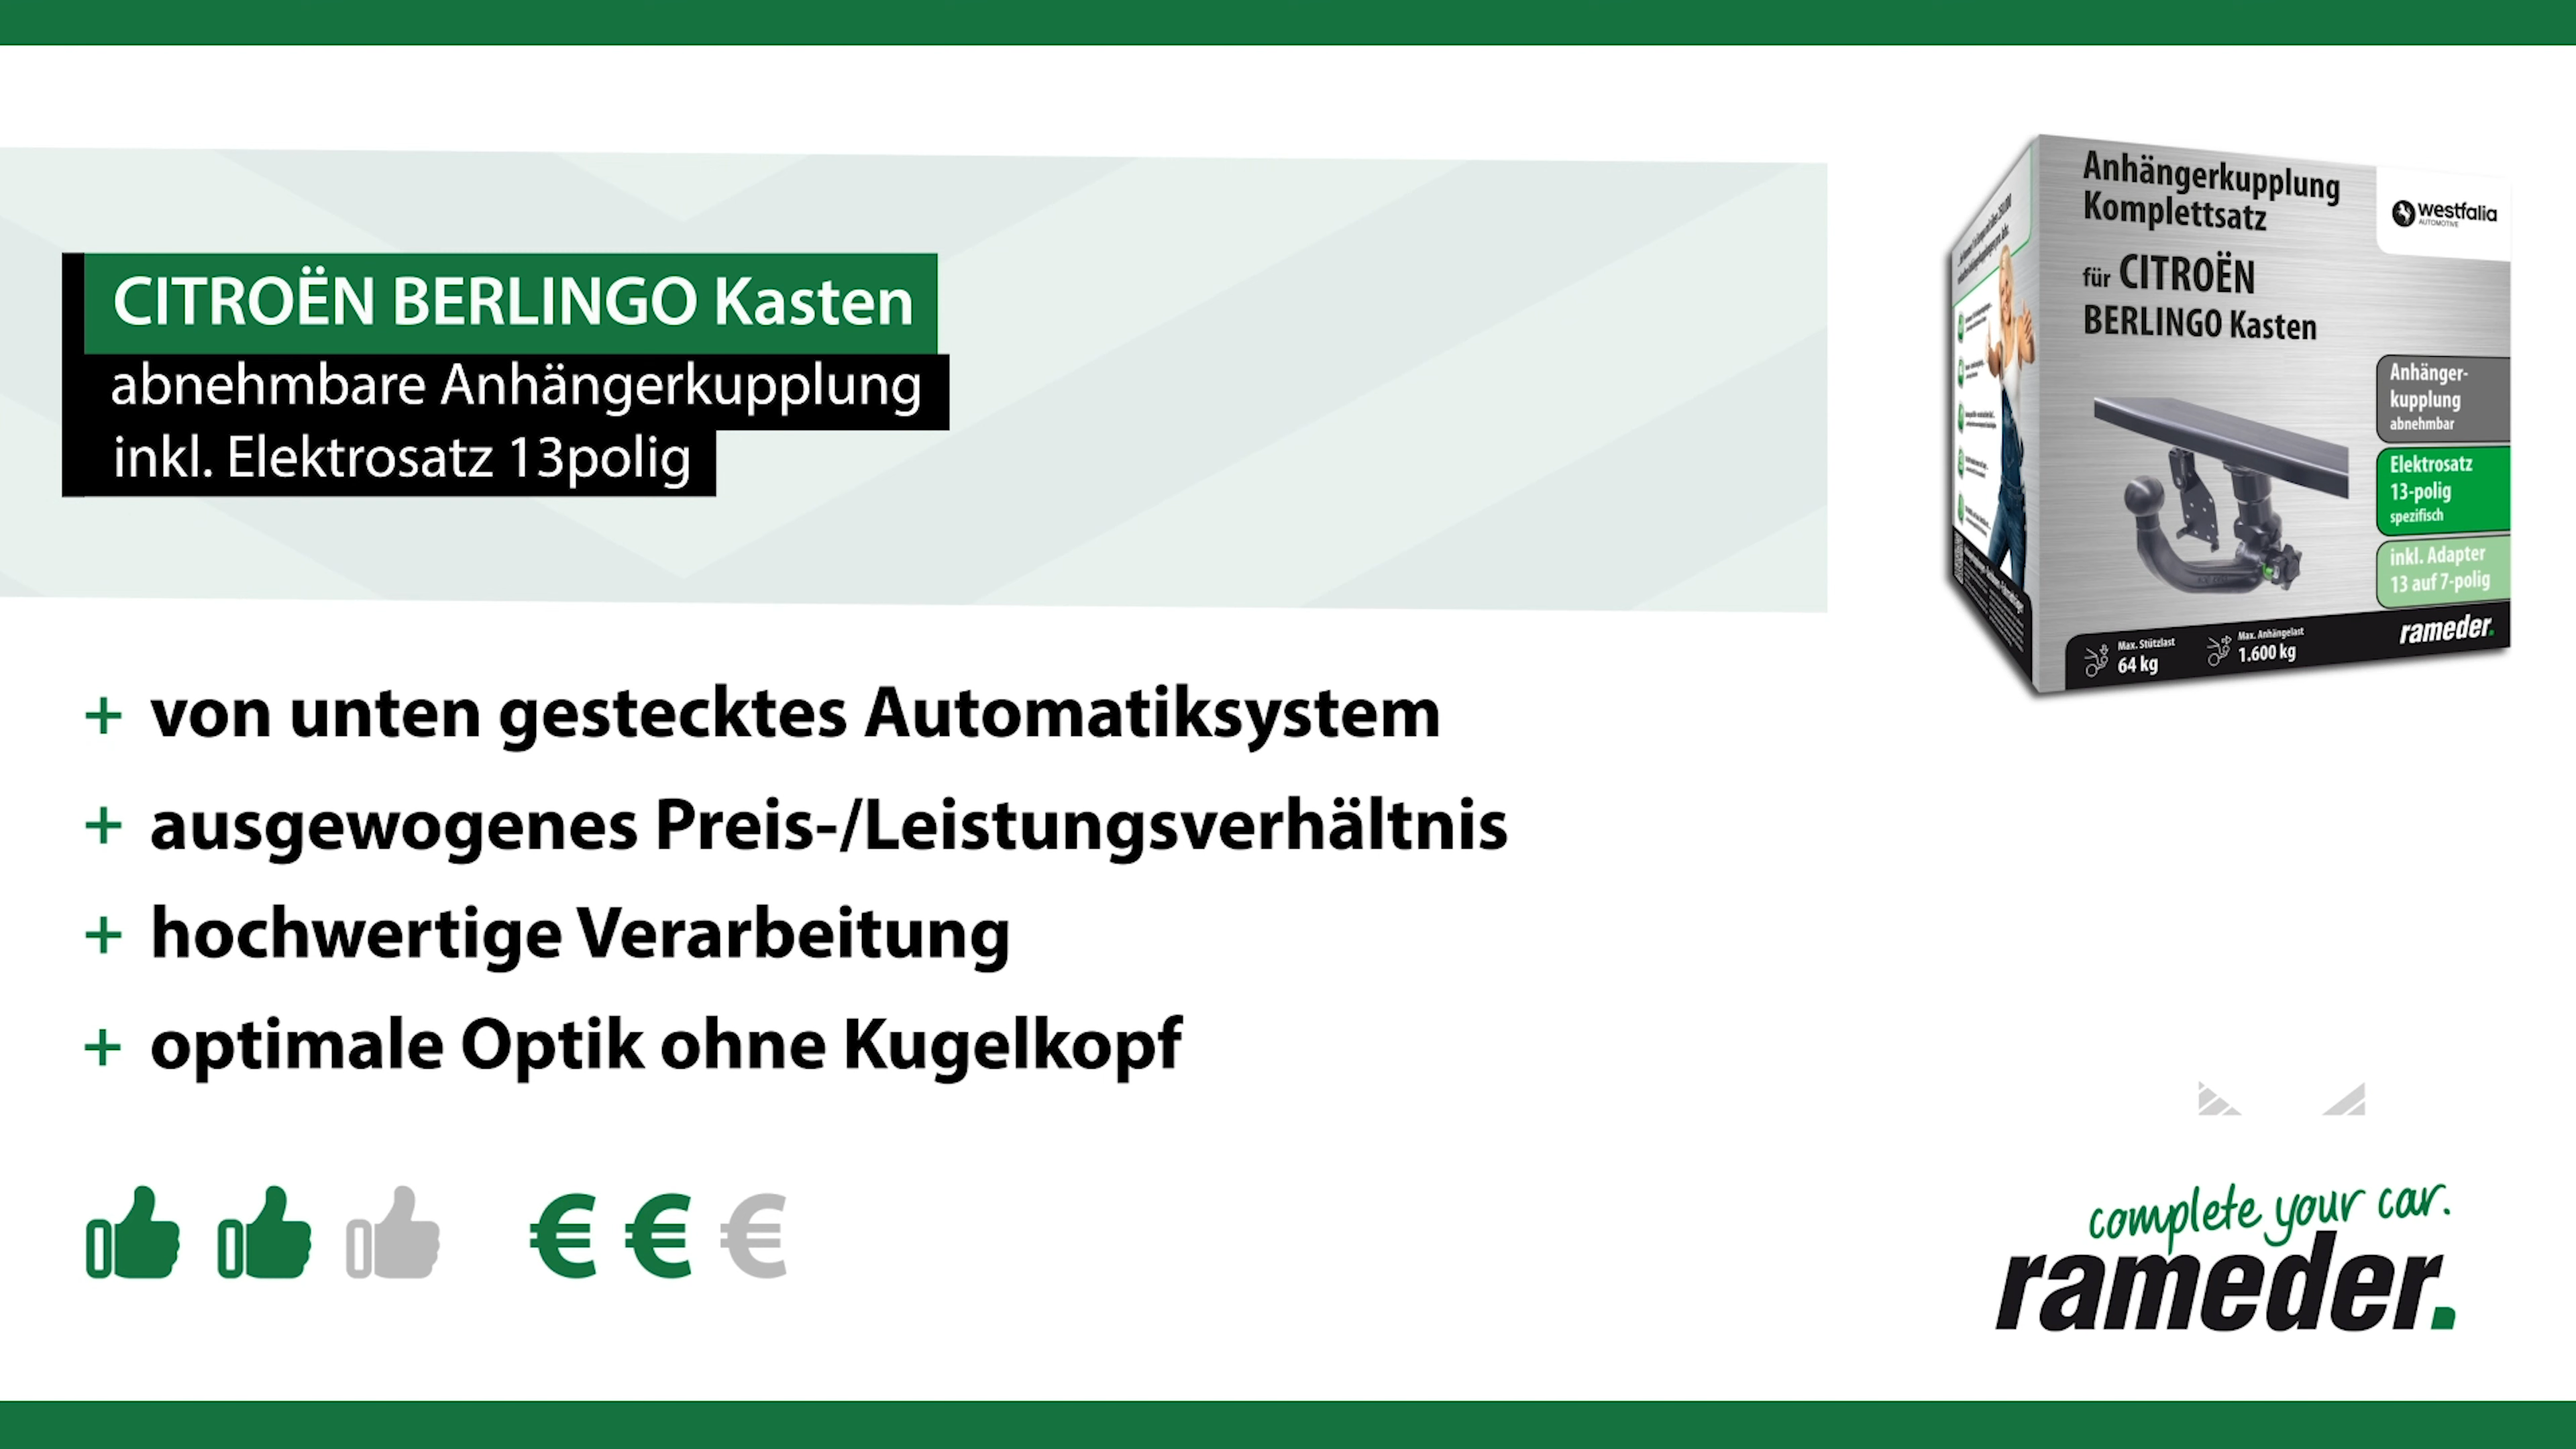 CITROËN BERLINGO Kasten
abnehmbare Anhängerkupplung
inkl. Elektrosatz 13polig
Anhängerkupplung
Komplettsatz
für CITROËN
BERLINGO Kasten
westfalia
AUTOMOTIVE
Anhänger-
kupplung
abnehmbar
Elektrosatz
13-polig
spezifisch
inkl. Adapter
13 auf 7-polig
Max. Stützlast
64 kg
Max. Anhängelast
1.600 kg
rameder.
+ von unten gestecktes Automatiksystem
+ ausgewogenes Preis-/Leistungsverhältnis
+ hochwertige Verarbeitung
+ optimale Optik ohne Kugelkopf
€ € €
complete your car.
rameder.